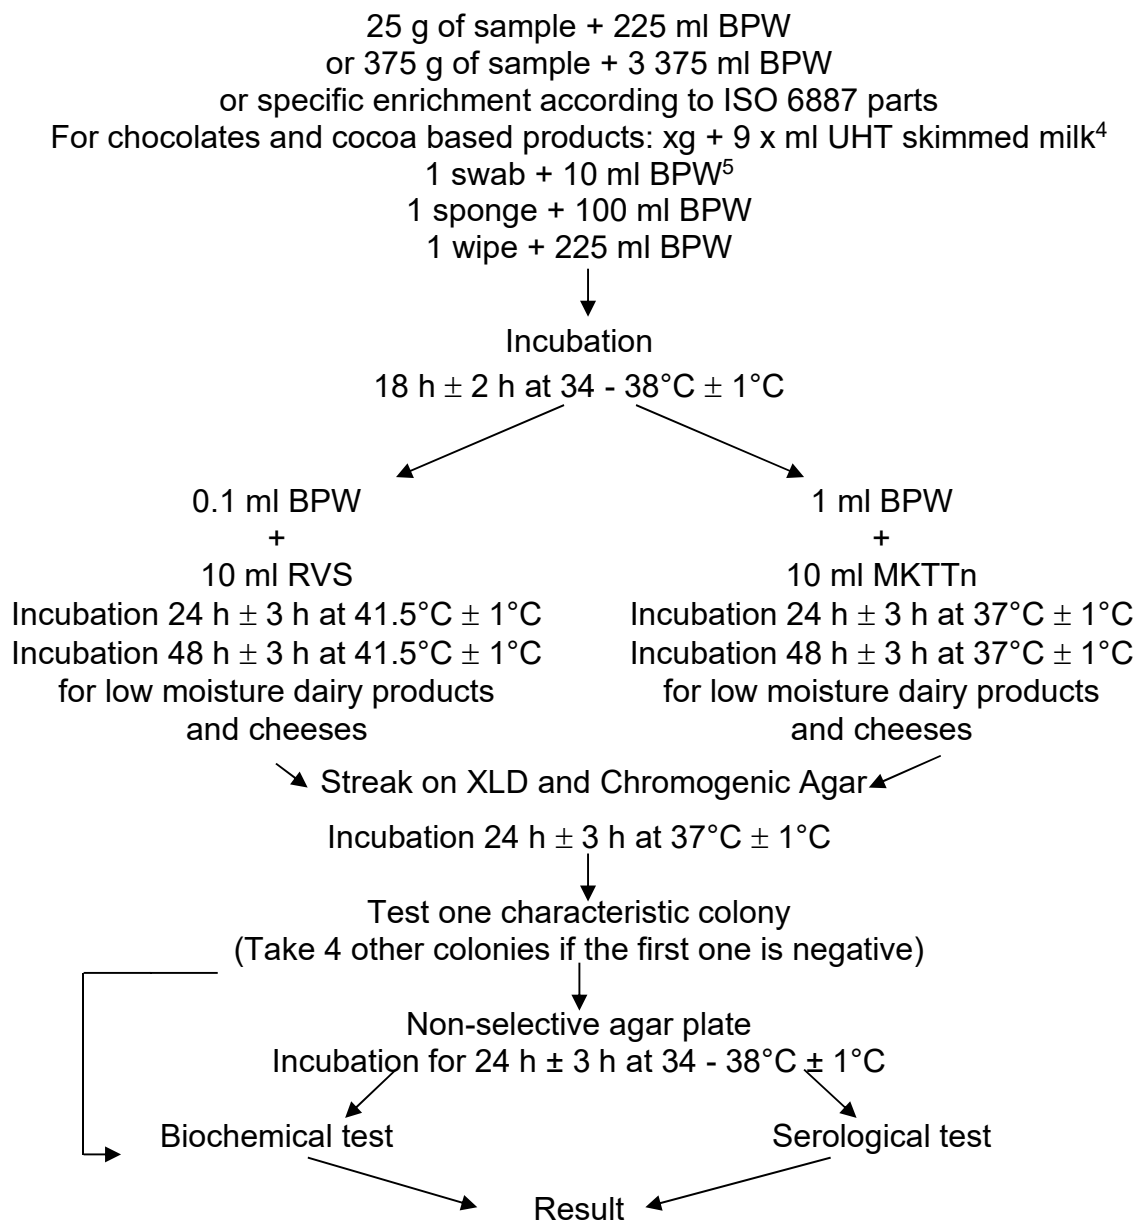 25 g of sample + 225 ml BPW
or 375 g of sample + 3 375 ml BPW
or specific enrichment according to ISO 6887 parts
For chocolates and cocoa based products: xg + 9 x ml UHT skimmed milk⁴
1 swab + 10 ml BPW⁵
1 sponge + 100 ml BPW
1 wipe + 225 ml BPW
Incubation
18 h ± 2 h at 34 - 38°C ± 1°C
0.1 ml BPW
+
10 ml RVS
Incubation 24 h ± 3 h at 41.5°C ± 1°C
Incubation 48 h ± 3 h at 41.5°C ± 1°C
for low moisture dairy products
and cheeses
1 ml BPW
+
10 ml MKTTn
Incubation 24 h ± 3 h at 37°C ± 1°C
Incubation 48 h ± 3 h at 37°C ± 1°C
for low moisture dairy products
and cheeses
Streak on XLD and Chromogenic Agar
Incubation 24 h ± 3 h at 37°C ± 1°C
Test one characteristic colony
(Take 4 other colonies if the first one is negative)
Non-selective agar plate
Incubation for 24 h ± 3 h at 34 - 38°C ± 1°C
Biochemical test
Serological test
Result